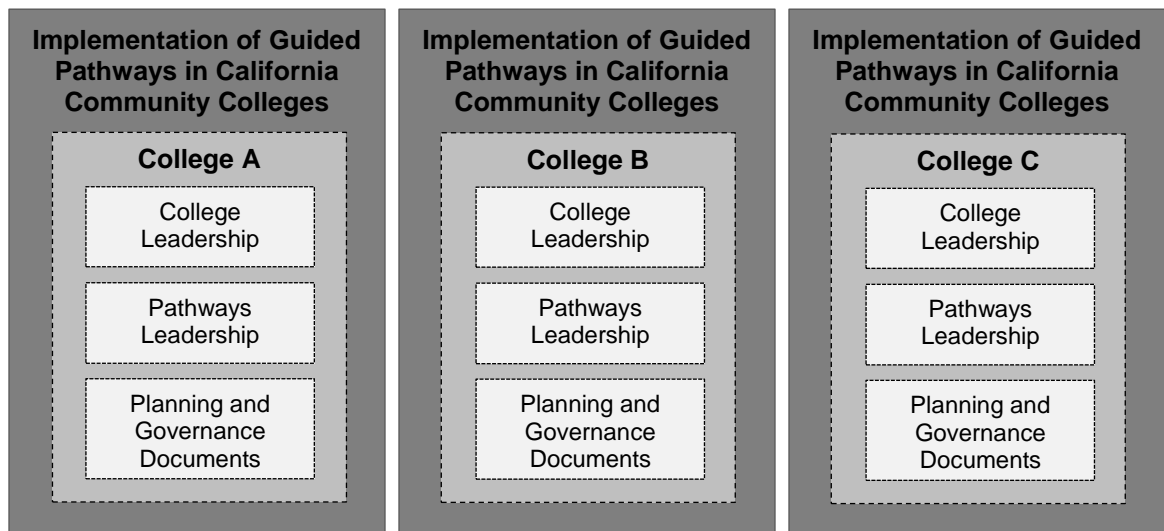 Implementation of Guided
Pathways in California
Community Colleges
College A
College
Leadership
Pathways
Leadership
Planning and
Governance
Documents
Implementation of Guided
Pathways in California
Community Colleges
College B
College
Leadership
Pathways
Leadership
Planning and
Governance
Documents
Implementation of Guided
Pathways in California
Community Colleges
College C
College
Leadership
Pathways
Leadership
Planning and
Governance
Documents